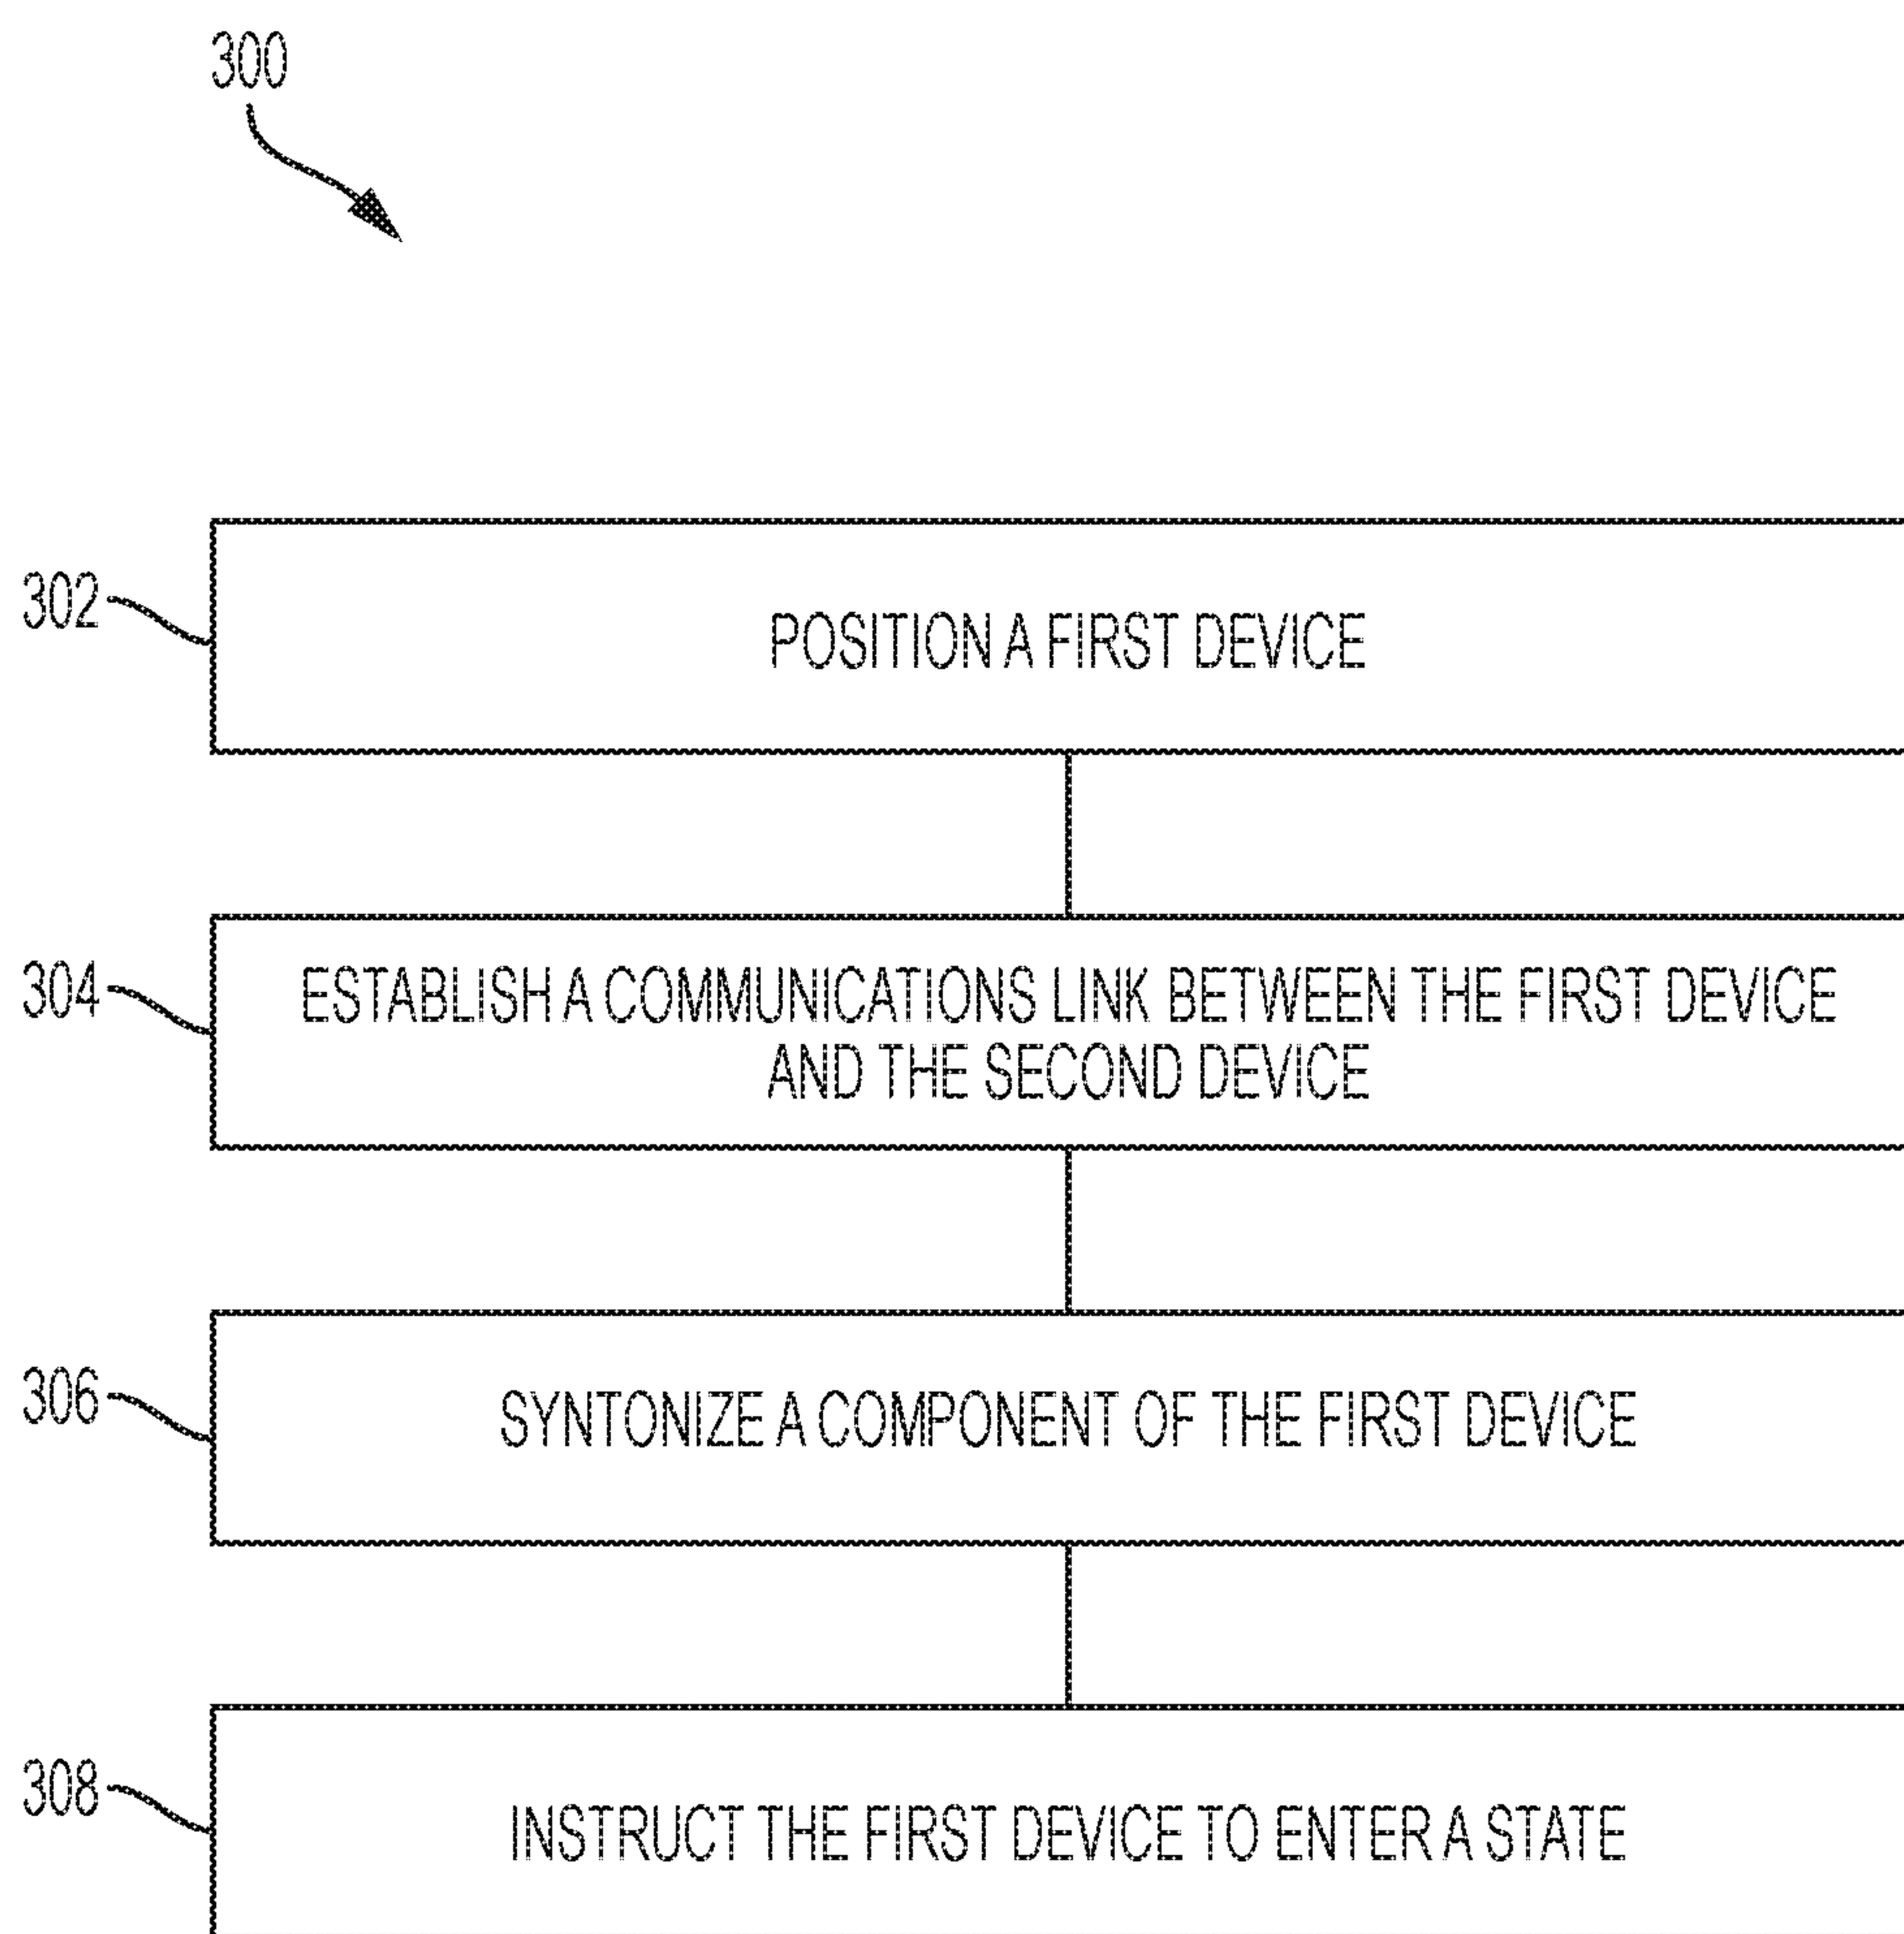 300
302
POSITION A FIRST DEVICE
304
ESTABLISH A COMMUNICATIONS LINK BETWEEN THE FIRST DEVICE
AND THE SECOND DEVICE
306
SYNTONIZE A COMPONENT OF THE FIRST DEVICE
308
INSTRUCT THE FIRST DEVICE TO ENTER A STATE